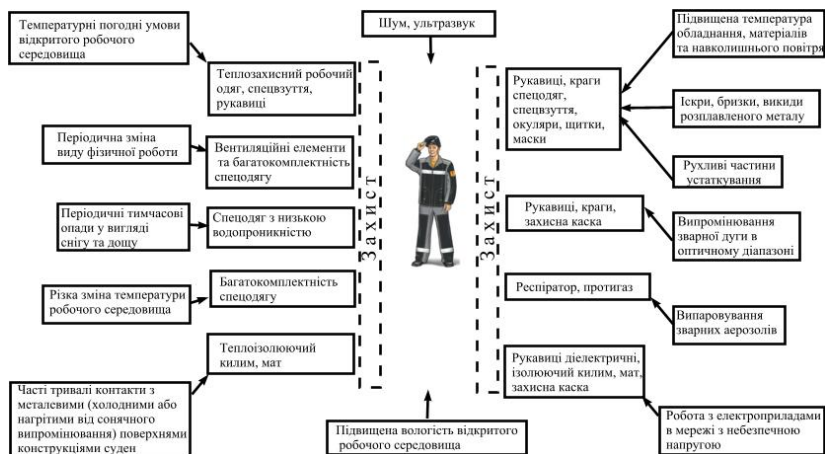 Температурні погодні умови
відкритого робочого
середовища
Теплозахисний робочий
одяг, спецвзуття,
рукавиці
Періодична зміна
виду фізичної роботи
Вентиляційні елементи
та багатокомплектність
спецодягу
Періодичні тимчасові
опади у вигляді
снігу та дощу
Спецодяг з низькою
водопроникністю
Різка зміна температури
робочого середовища
Багатокомплектність
спецодягу
Теплоізолюючий
килим, мат
Часті тривалі контакти з
металевими (холодними або
нагрітими від сонячного
випромінювання) поверхнями
конструкціями суден
Шум, ультразвук
Захист
Захист
Підвищена вологість відкритого
робочого середовища
Рукавиці, краги
спецодяг,
спецвзуття,
окуляри, щитки,
маски
Підвищена температура
обладнання, матеріалів
та навколишнього повітря
Іскри, бризки, викиди
розплавленого металу
Рухливі частини
устаткування
Рукавиці, краги,
захисна каска
Випромінювання
зварної дуги в
оптичному діапазоні
Респіратор, протигаз
Випаровування
зварних аерозолів
Рукавиці діелектричні,
ізолюючий килим, мат,
захисна каска
Робота з електроприладами
в мережі з небезпечною
напругою